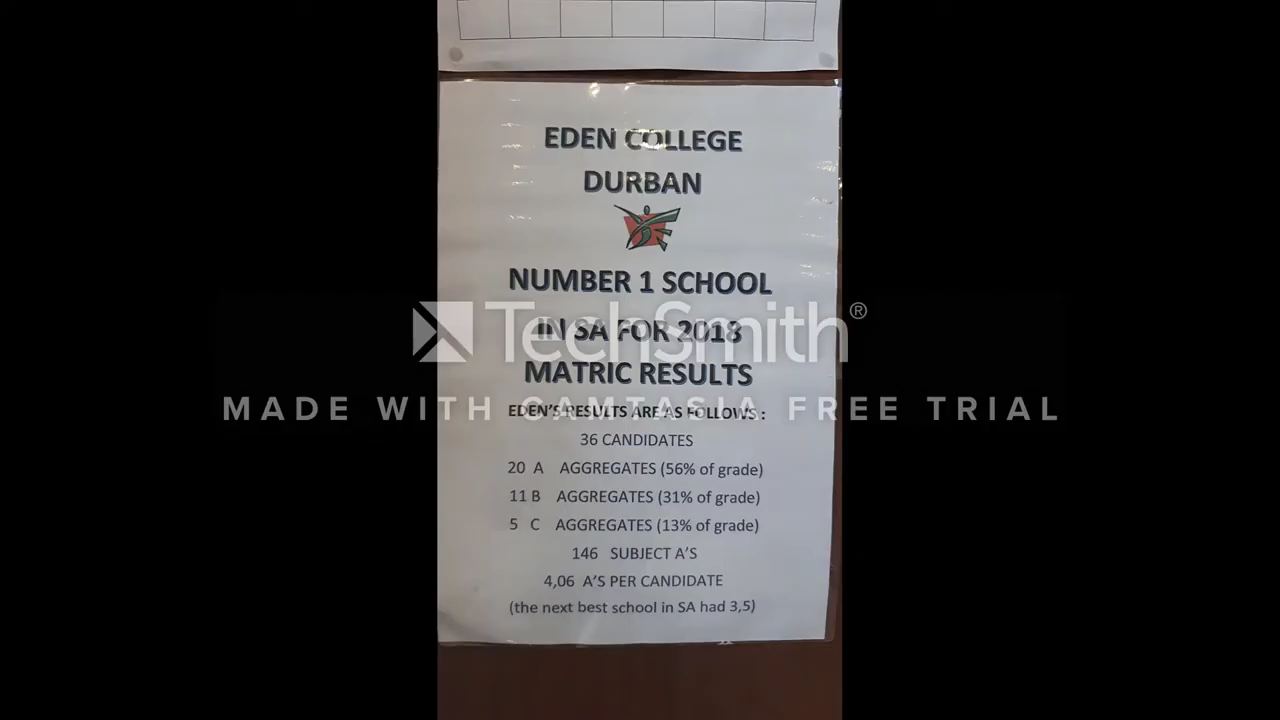 EDEN COLLEGE
DURBAN
NUMBER 1 SCHOOL
IN SA FOR 2018
MATRIC RESULTS
EDEN'S RESULTS ARE AS FOLLOWS :
36 CANDIDATES
20 A AGGREGATES (56% of grade)
11 B AGGREGATES (31% of grade)
5 C AGGREGATES (13% of grade)
146 SUBJECT A'S
4,06 A'S PER CANDIDATE
(the next best school in SA had 3,5)
TechSmith®
MADE WITH CAMTASIA FREE TRIAL